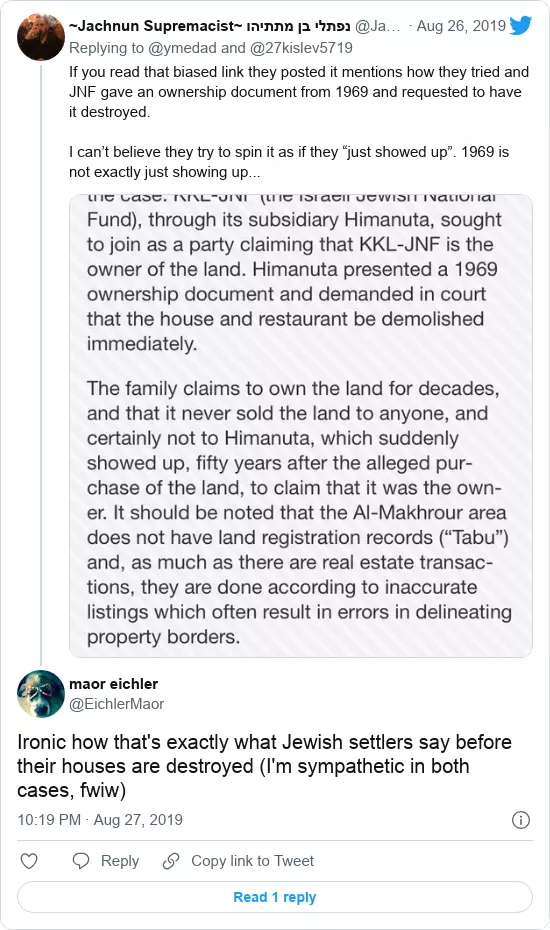 ~Jachnun Supremacist~ נפתלי בן מתתיהו @Ja... · Aug 26, 2019
Replying to @ymedad and @27kislev5719
If you read that biased link they posted it mentions how they tried and
JNF gave an ownership document from 1969 and requested to have
it destroyed.
I can’t believe they try to spin it as if they “just showed up”. 1969 is
not exactly just showing up...
the case. KKL-JNF (the Israeli Jewish National
Fund), through its subsidiary Himanuta, sought
to join as a party claiming that KKL-JNF is the
owner of the land. Himanuta presented a 1969
ownership document and demanded in court
that the house and restaurant be demolished
immediately.
The family claims to own the land for decades,
and that it never sold the land to anyone, and
certainly not to Himanuta, which suddenly
showed up, fifty years after the alleged pur-
chase of the land, to claim that it was the own-
er. It should be noted that the Al-Makhrour area
does not have land registration records (“Tabu”)
and, as much as there are real estate transac-
tions, they are done according to inaccurate
listings which often result in errors in delineating
property borders.
maor eichler
@EichlerMaor
Ironic how that's exactly what Jewish settlers say before
their houses are destroyed (I'm sympathetic in both
cases, fwiw)
10:19 PM · Aug 27, 2019
Reply Copy link to Tweet
Read 1 reply